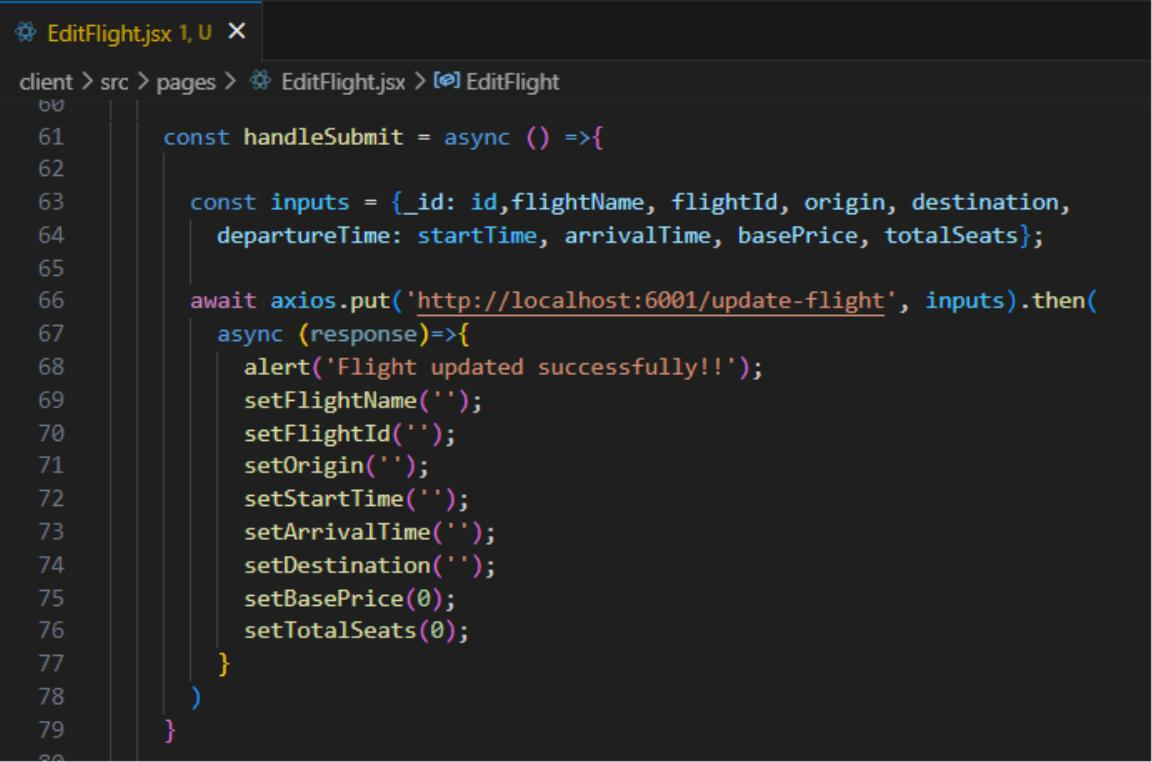 EditFlight.jsx 1, U ×
client > src > pages > EditFlight.jsx > EditFlight
60
61 const handleSubmit = async () =>{
62
63 const inputs = {_id: id,flightName, flightId, origin, destination,
64 departureTime: startTime, arrivalTime, basePrice, totalSeats};
65
66 await axios.put('http://localhost:6001/update-flight', inputs).then(
67 async (response)=>{
68 alert('Flight updated successfully!!');
69 setFlightName('');
70 setFlightId('');
71 setOrigin('');
72 setStartTime('');
73 setArrivalTime('');
74 setDestination('');
75 setBasePrice(0);
76 setTotalSeats(0);
77 }
78 )
79 }
80